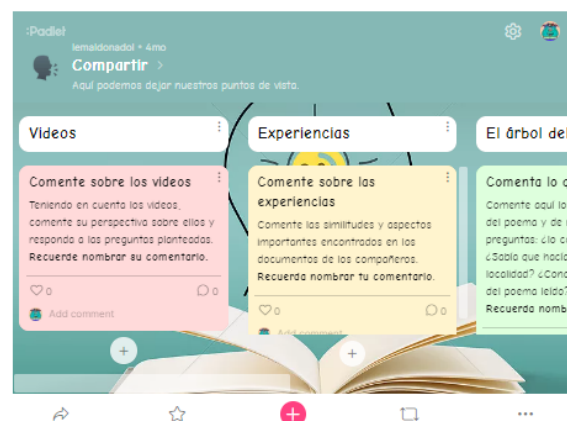 :Padlet
lemaldonadol • 4mo
Compartir >
Aquí podemos dejar nuestros puntos de vista.
Videos
Comente sobre los videos
Teniendo en cuenta los videos,
comente su perspectiva sobre ellos y
responda a las preguntas planteadas.
Recuerde nombrar su comentario.
0 0
Add comment
Experiencias
Comente sobre las
experiencias
Comente las similitudes y aspectos
importantes encontrados en los
documentos de los compañeros.
Recuerda nombrar tu comentario.
0 0
Add comment
El árbol del
Comenta lo
Comente aquí lo
del poema y de
preguntas: ¿lo
¿Sabía que
localidad?
del poema leído?
Recuerda